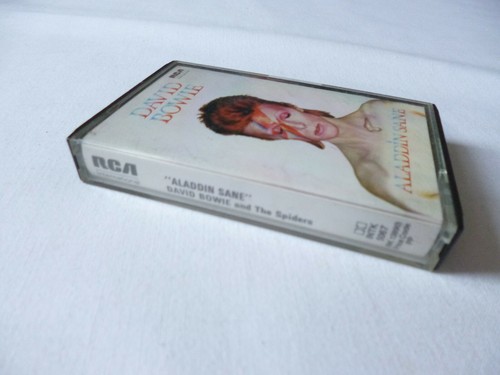 RCA
DAVID
BOWIE
ALADDIN SANE
RCA
"ALADDIN SANE"
DAVID BOWIE and The Spiders